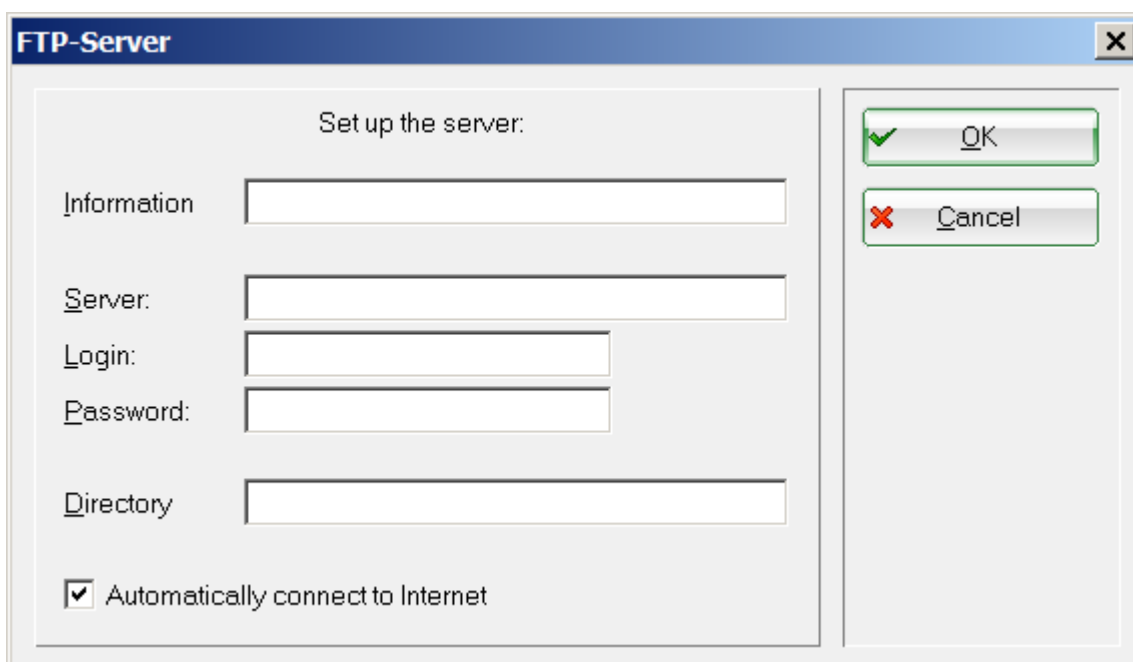 FTP-Server
Set up the server:
Information
Server:
Login:
Password:
Directory
Automatically connect to Internet
OK
Cancel